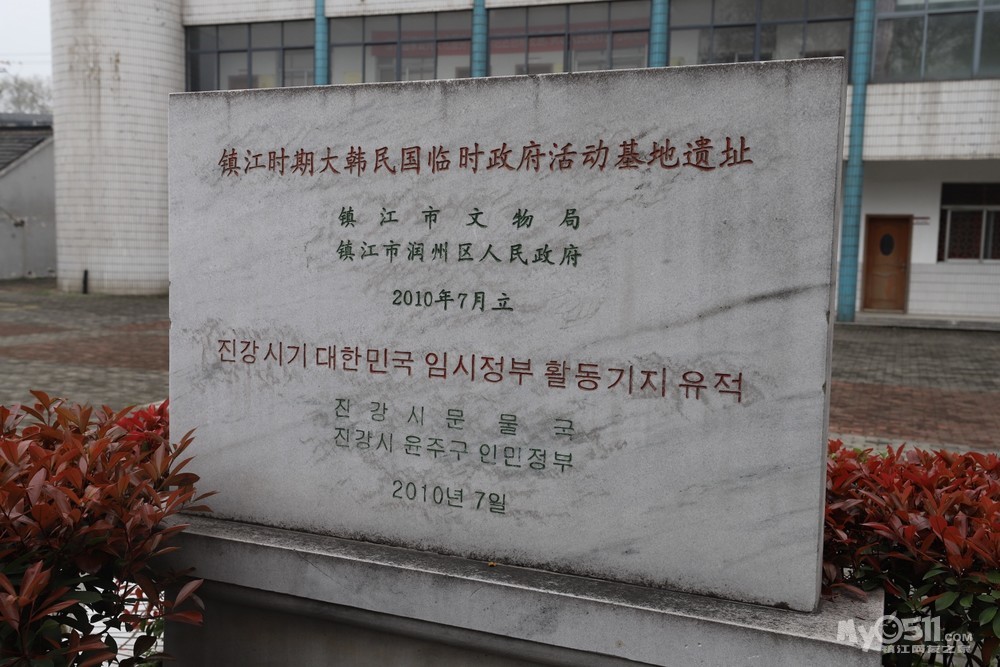 镇江时期大韩民国临时政府活动基地遗址
镇江市文物局
镇江市润州区人民政府
2010年7月立
진강시기 대한민국 임시정부 활동기지 유적
진강시문물국
진강시 윤주구 인민정부
2010년 7일
My0511.COM
镇江网友之家